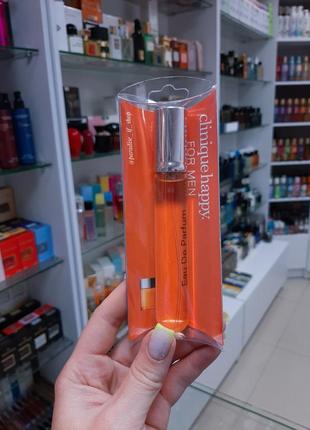 clinique happy.
FOR MEN
Eau De Parfum